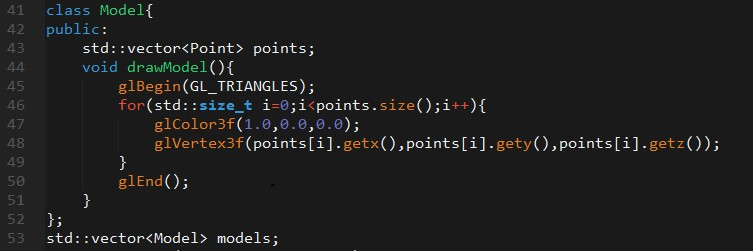 41 class Model{
42 public:
43     std::vector<Point> points;
44     void drawModel(){
45         glBegin(GL_TRIANGLES);
46         for(std::size_t i=0;i<points.size();i++){
47             glColor3f(1.0,0.0,0.0);
48             glVertex3f(points[i].getx(),points[i].gety(),points[i].getz());
49         }
50         glEnd();
51     }
52 };
53 std::vector<Model> models;